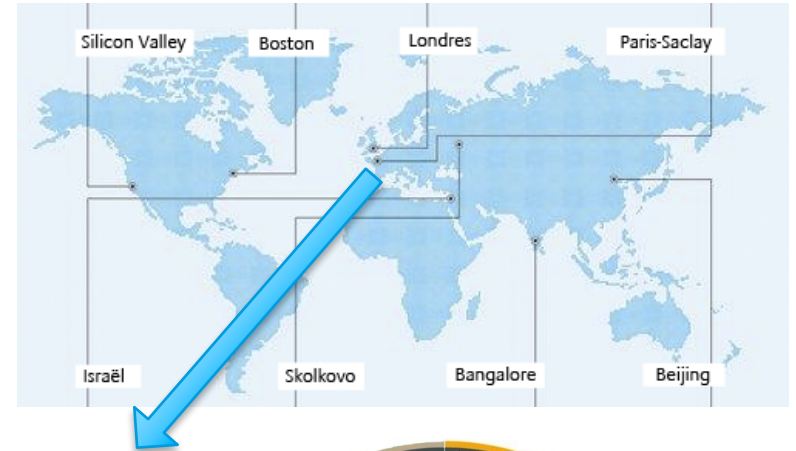 Silicon Valley
Boston
Londres
Paris-Saclay
Israël
Skolkovo
Bangalore
Beijing